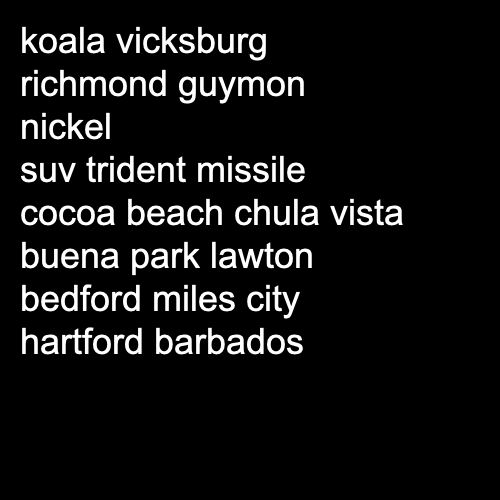 koala vicksburg
richmond guymon
nickel
suv trident missile
cocoa beach chula vista
buena park lawton
bedford miles city
hartford barbados